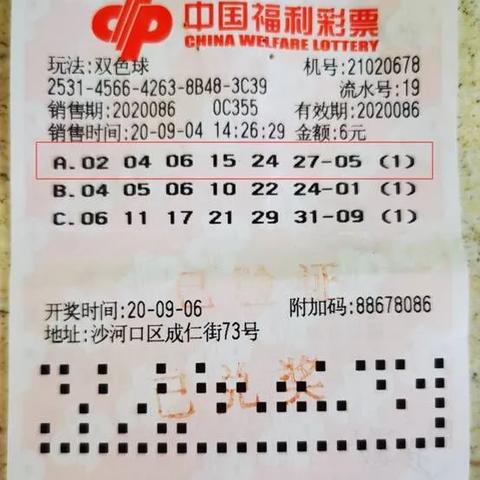 中国福利彩票
CHINA WELFARE LOTTERY
玩法:双色球 机号:21020678
2531-4566-4263-8B48-3C39 流水号:19
销售期:2020086 0C355 有效期:2020086
销售时间:20-09-04 14:26:29 金额:6元
A.02 04 06 15 24 27-05 (1)
B.04 05 06 10 22 24-01 (1)
C.06 11 17 21 29 31-09 (1)
已验证
开奖时间:20-09-06 附加码:88678086
地址:沙河口区成仁街73号
已兑奖